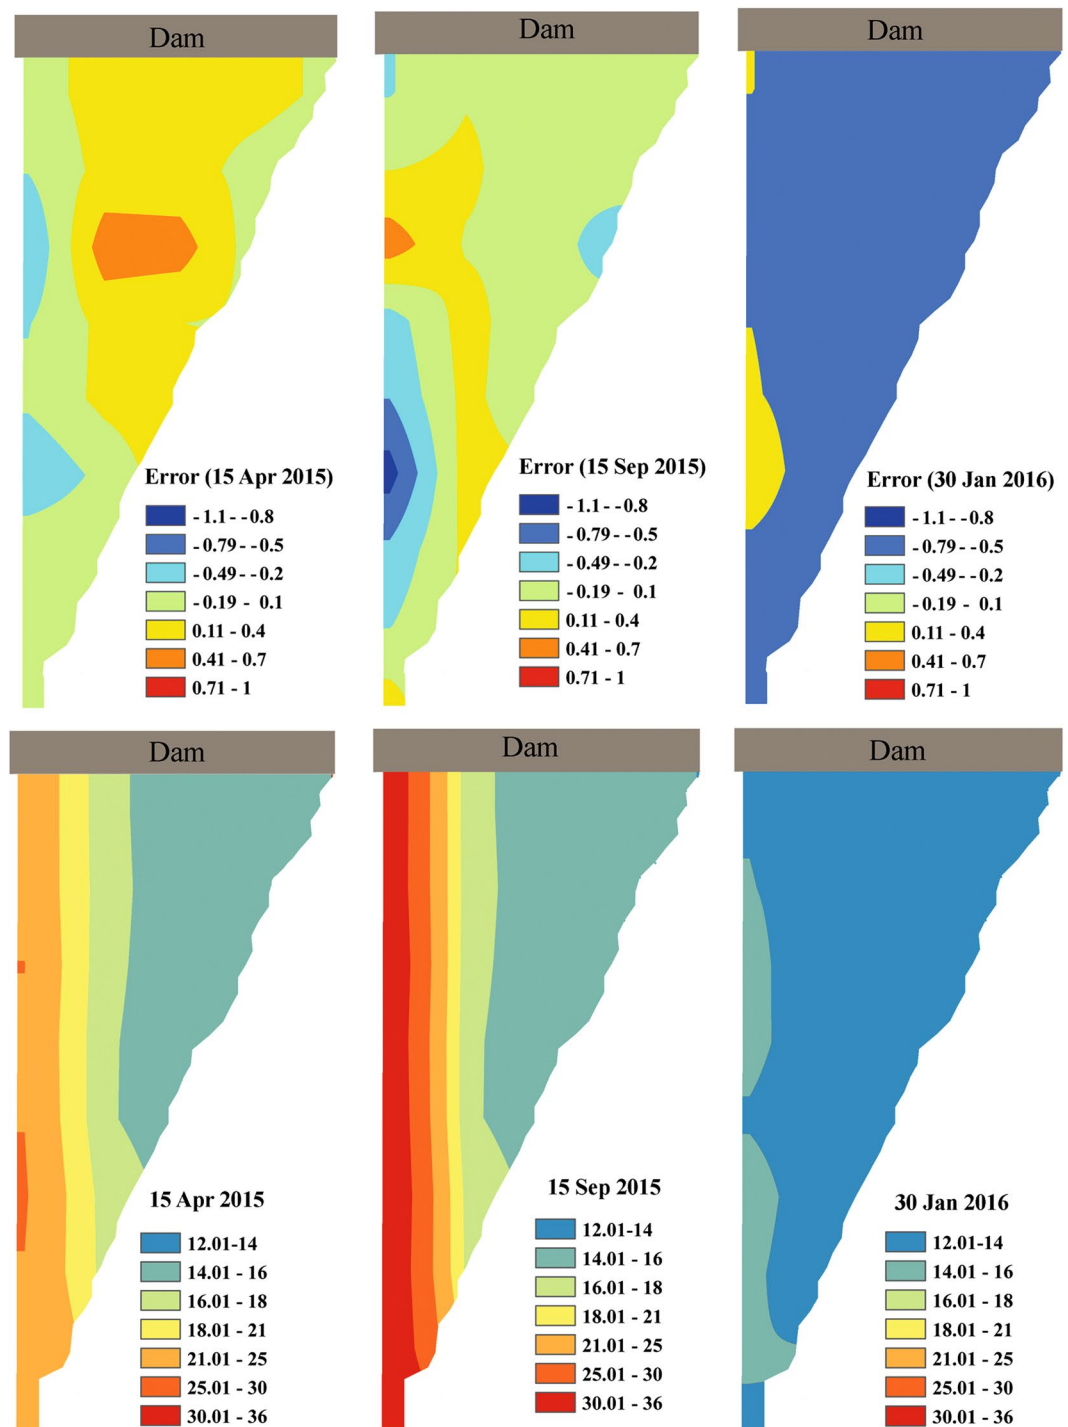 Dam
Dam
Dam
Error (15 Apr 2015)
- 1.1 - -0.8
- 0.79 - -0.5
- 0.49 - -0.2
- 0.19 - 0.1
0.11 - 0.4
0.41 - 0.7
0.71 - 1
Error (15 Sep 2015)
- 1.1 - -0.8
- 0.79 - -0.5
- 0.49 - -0.2
- 0.19 - 0.1
0.11 - 0.4
0.41 - 0.7
0.71 - 1
Error (30 Jan 2016)
- 1.1 - -0.8
- 0.79 - -0.5
- 0.49 - -0.2
- 0.19 - 0.1
0.11 - 0.4
0.41 - 0.7
0.71 - 1
Dam
Dam
Dam
15 Apr 2015
12.01-14
14.01 - 16
16.01 - 18
18.01 - 21
21.01 - 25
25.01 - 30
30.01 - 36
15 Sep 2015
12.01-14
14.01 - 16
16.01 - 18
18.01 - 21
21.01 - 25
25.01 - 30
30.01 - 36
30 Jan 2016
12.01-14
14.01 - 16
16.01 - 18
18.01 - 21
21.01 - 25
25.01 - 30
30.01 - 36